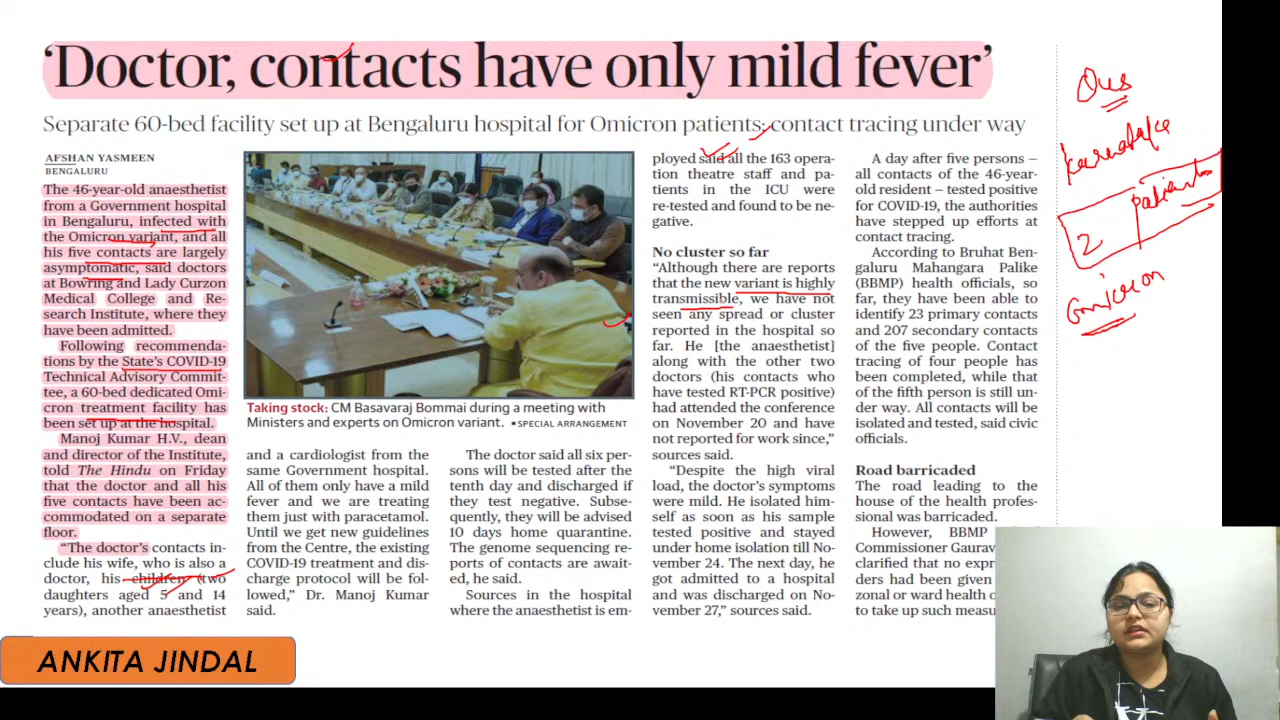 ‘Doctor, contacts have only mild fever’
Separate 60-bed facility set up at Bengaluru hospital for Omicron patients; contact tracing under way
AFSHAN YASMEEN
BENGALURU
The 46-year-old anaesthetist
from a Government hospital
in Bengaluru, infected with
the Omicron variant, and all
his five contacts are largely
asymptomatic, said doctors
at Bowring and Lady Curzon
Medical College and Re-
search Institute, where they
have been admitted.
Following recommenda-
tions by the State’s COVID-19
Technical Advisory Commit-
tee, a 60-bed dedicated Omi-
cron treatment facility has
been set up at the hospital.
Manoj Kumar H.V., dean
and director of the Institute,
told The Hindu on Friday
that the doctor and all his
five contacts have been ac-
commodated on a separate
floor.
“The doctor’s contacts in-
clude his wife, who is also a
doctor, his children (two
daughters aged 5 and 14
years), another anaesthetist
Taking stock: CM Basavaraj Bommai during a meeting with
Ministers and experts on Omicron variant. ▪ SPECIAL ARRANGEMENT
and a cardiologist from the
same Government hospital.
All of them only have a mild
fever and we are treating
them just with paracetamol.
Until we get new guidelines
from the Centre, the existing
COVID-19 treatment and dis-
charge protocol will be fol-
lowed,” Dr. Manoj Kumar
said.
The doctor said all six per-
sons will be tested after the
tenth day and discharged if
they test negative. Subse-
quently, they will be advised
10 days home quarantine.
The genome sequencing re-
ports of contacts are await-
ed, he said.
Sources in the hospital
where the anaesthetist is em-
ployed said all the 163 opera-
tion theatre staff and pa-
tients in the ICU were
re-tested and found to be ne-
gative.
No cluster so far
“Although there are reports
that the new variant is highly
transmissible, we have not
seen any spread or cluster
reported in the hospital so
far. He [the anaesthetist]
along with the other two
doctors (his contacts who
have tested RT-PCR positive)
had attended the conference
on November 20 and have
not reported for work since,”
sources said.
“Despite the high viral
load, the doctor’s symptoms
were mild. He isolated him-
self as soon as his sample
tested positive and stayed
under home isolation till No-
vember 24. The next day, he
got admitted to a hospital
and was discharged on No-
vember 27,” sources said.
A day after five persons –
all contacts of the 46-year-
old resident – tested positive
for COVID-19, the authorities
have stepped up efforts at
contact tracing.
According to Bruhat Ben-
galuru Mahangara Palike
(BBMP) health officials, so
far, they have been able to
identify 23 primary contacts
and 207 secondary contacts
of the five people. Contact
tracing of four people has
been completed, while that
of the fifth person is still un-
der way. All contacts will be
isolated and tested, said civic
officials.
Road barricaded
The road leading to the
house of the health profes-
sional was barricaded.
However, BBMP
Commissioner Gaurav
clarified that no
ders had been given
zonal or ward health
to take up such
2 patients
Omicron
ANKITA JINDAL